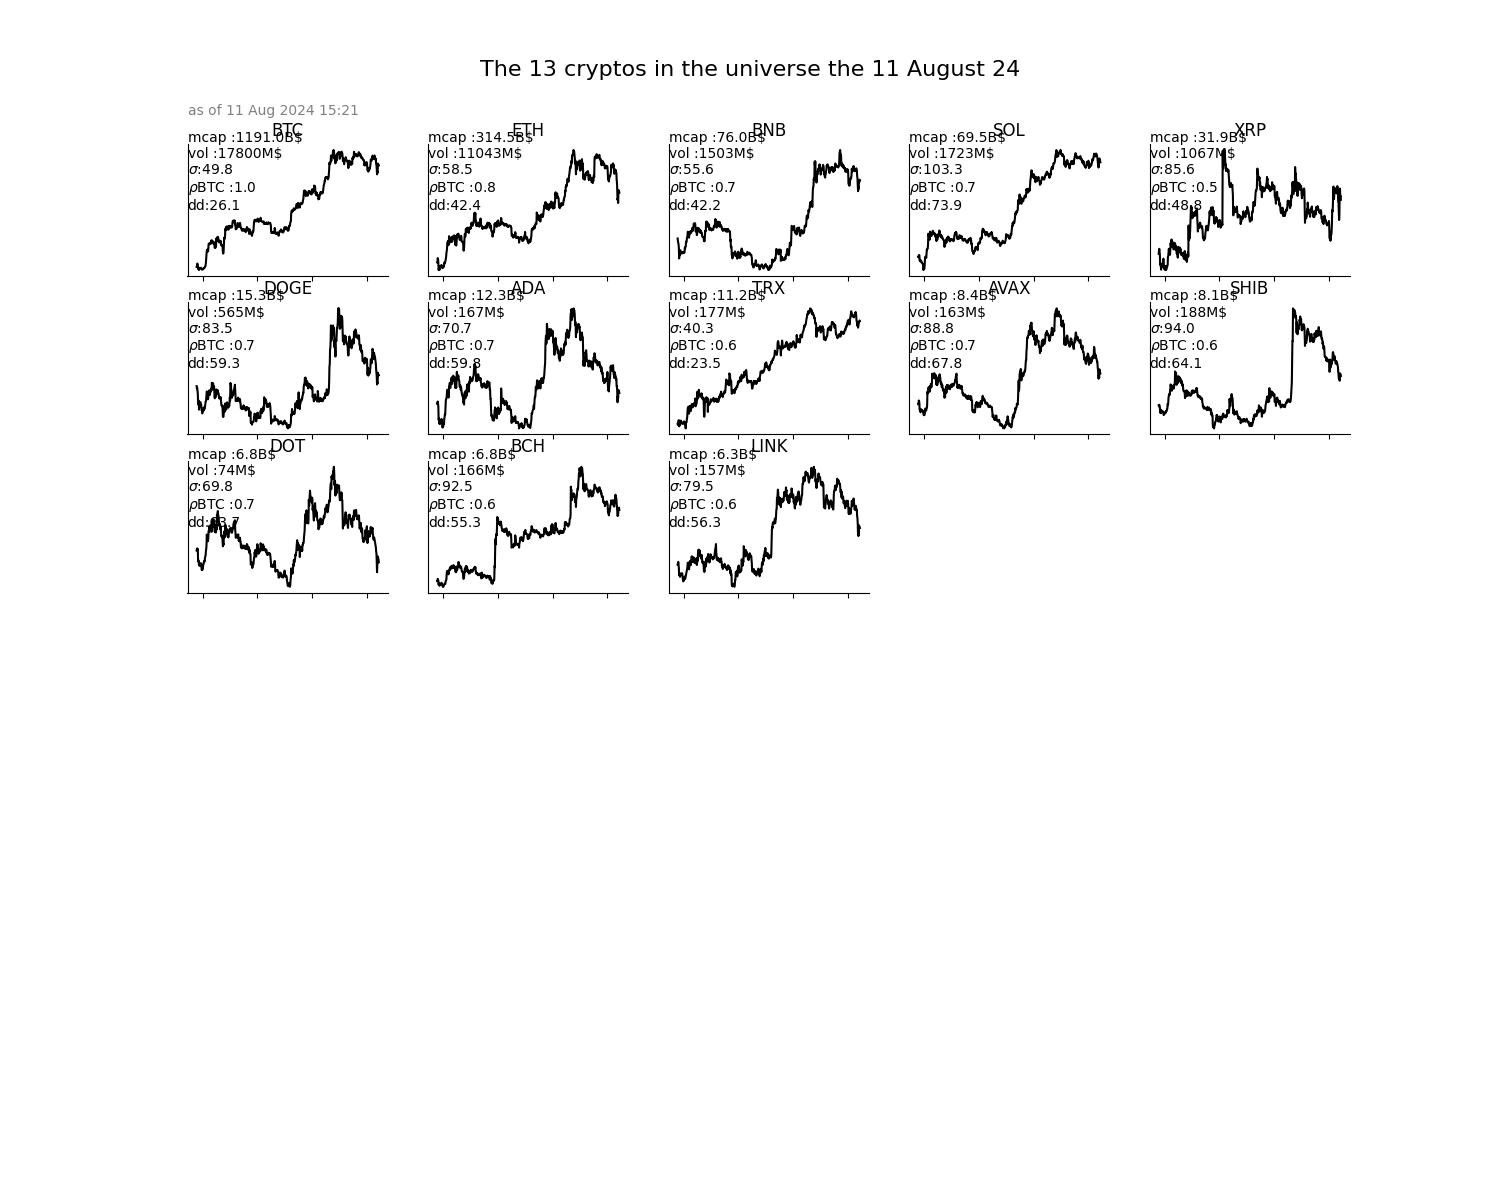 The 13 cryptos in the universe the 11 August 24
as of 11 Aug 2024 15:21
BTC
mcap :1191.0B$
vol :17800M$
σ:49.8
ρBTC :1.0
dd:26.1
ETH
mcap :314.5B$
vol :11043M$
σ:58.5
ρBTC :0.8
dd:42.4
BNB
mcap :76.0B$
vol :1503M$
σ:55.6
ρBTC :0.7
dd:42.2
SOL
mcap :69.5B$
vol :1723M$
σ:103.3
ρBTC :0.7
dd:73.9
XRP
mcap :31.9B$
vol :1067M$
σ:85.6
ρBTC :0.5
dd:48.8
DOGE
mcap :15.3B$
vol :565M$
σ:83.5
ρBTC :0.7
dd:59.3
ADA
mcap :12.3B$
vol :167M$
σ:70.7
ρBTC :0.7
dd:59.8
TRX
mcap :11.2B$
vol :177M$
σ:40.3
ρBTC :0.6
dd:23.5
AVAX
mcap :8.4B$
vol :163M$
σ:88.8
ρBTC :0.7
dd:67.8
SHIB
mcap :8.1B$
vol :188M$
σ:94.0
ρBTC :0.6
dd:64.1
DOT
mcap :6.8B$
vol :74M$
σ:69.8
ρBTC :0.7
dd:63.7
BCH
mcap :6.8B$
vol :166M$
σ:92.5
ρBTC :0.6
dd:55.3
LINK
mcap :6.3B$
vol :157M$
σ:79.5
ρBTC :0.6
dd:56.3